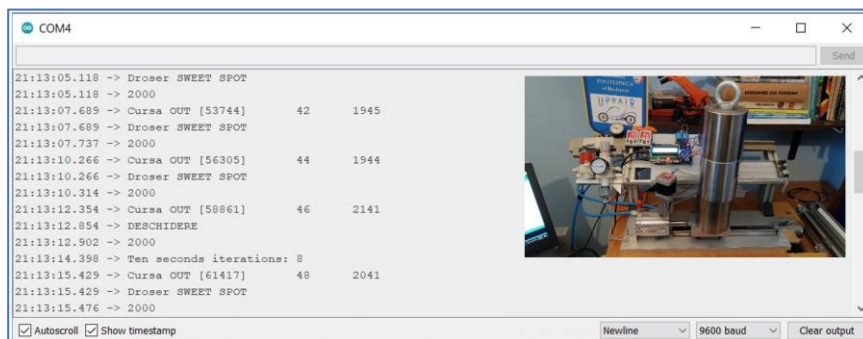 COM4
Send
21:13:05.118 -> Droser SWEET SPOT
21:13:05.118 -> 2000
21:13:07.689 -> Cursa OUT [53744] 42 1945
21:13:07.689 -> Droser SWEET SPOT
21:13:07.737 -> 2000
21:13:10.266 -> Cursa OUT [56305] 44 1944
21:13:10.266 -> Droser SWEET SPOT
21:13:10.314 -> 2000
21:13:12.354 -> Cursa OUT [58861] 46 2141
21:13:12.854 -> DESCHIDERE
21:13:12.902 -> 2000
21:13:14.398 -> Ten seconds iterations: 8
21:13:15.429 -> Cursa OUT [61417] 48 2041
21:13:15.429 -> Droser SWEET SPOT
21:13:15.476 -> 2000
POLITEHNICA
of Bucharest
Autoscroll Show timestamp Newline 9600 baud Clear output